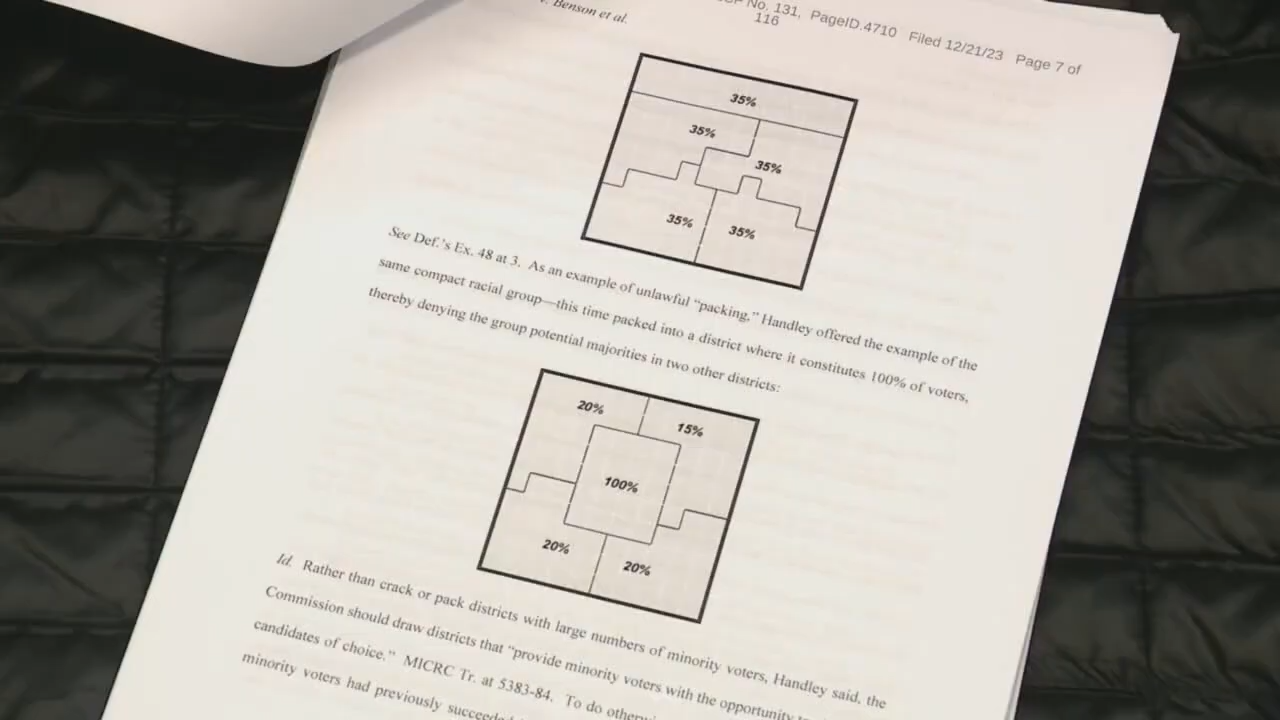 Benson et al.
No. 131, PageID.4710 Filed 12/21/23 Page 7 of
116
35%
35%
35%
35%
35%
See Def.'s Ex. 48 at 3. As an example of unlawful “packing,” Handley offered the example of the
same compact racial group—this time packed into a district where it constitutes 100% of voters,
thereby denying the group potential majorities in two other districts:
20%
15%
100%
20%
20%
Id. Rather than crack or pack districts with large numbers of minority voters, Handley said, the
Commission should draw districts that “provide minority voters with the opportunity
candidates of choice.” MICRC Tr. at 5383-84. To do
minority voters had previously